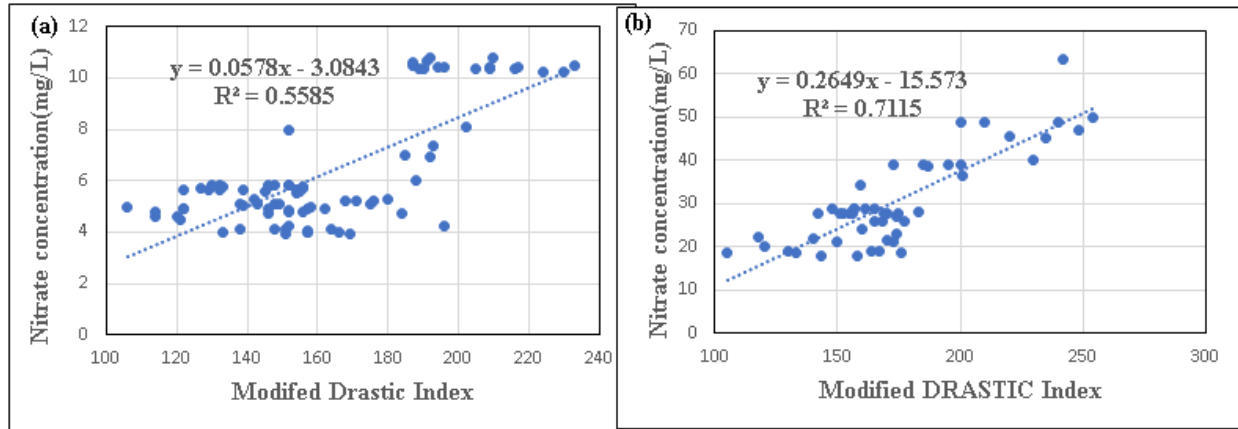 (a)
12
10
8
6
4
2
0
y = 0.0578x - 3.0843
R² = 0.5585
Nitrate concentration(mg/L)
100 120 140 160 180 200 220 240
Modifed Drastic Index
(b)
70
60
50
40
30
20
10
0
y = 0.2649x - 15.573
R² = 0.7115
Nitrate concentration(mg/L)
100 150 200 250 300
Modified DRASTIC Index